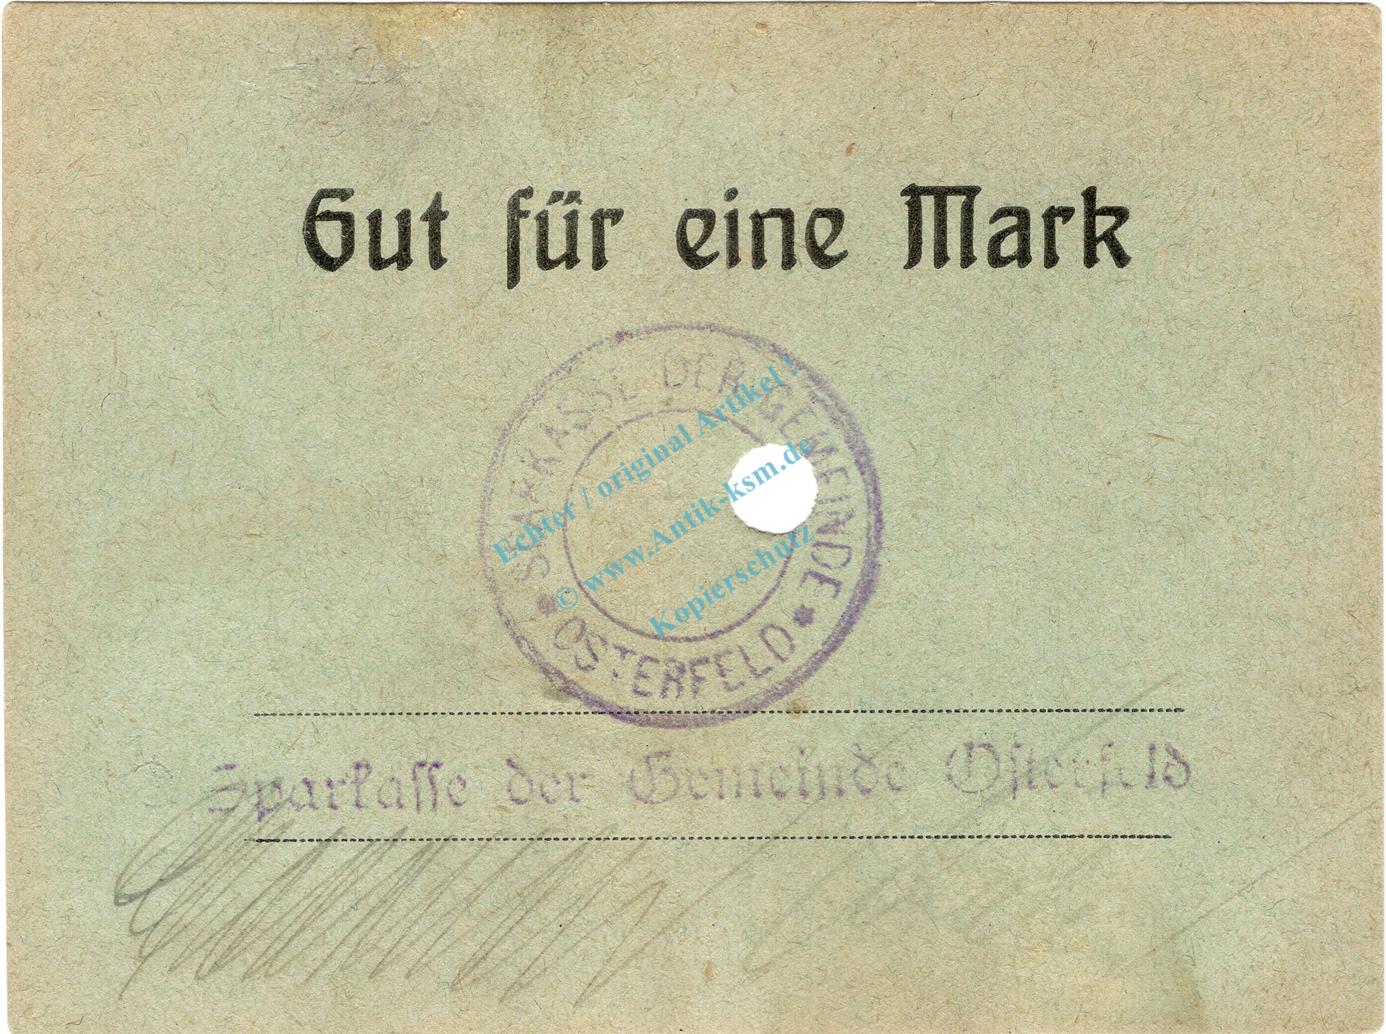 Gut für eine Mark
SPARKASSE DER GEMEINDE
* OSTERFELD *
Echter / original Artikel !
© www.Antik-ksm.de
Kopierschutz
Sparkasse der Gemeinde Osterfeld